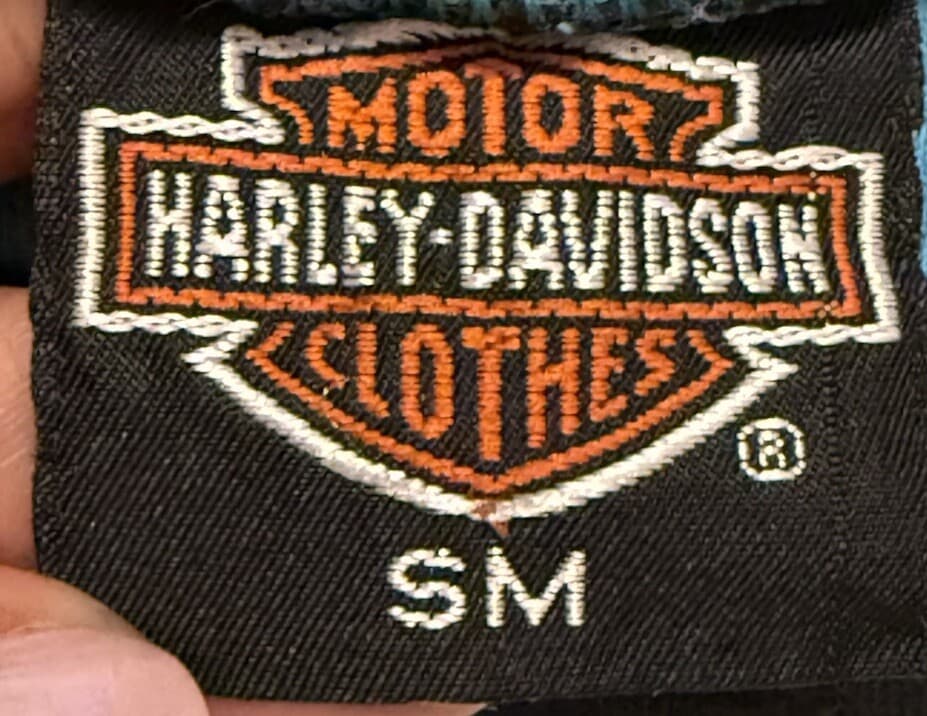 MOTOR
HARLEY-DAVIDSON
CLOTHES
®
SM